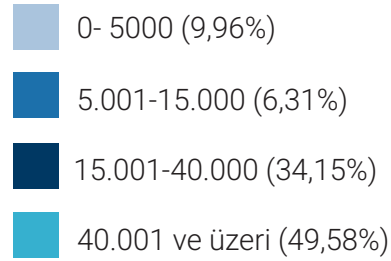 0- 5000 (9,96%)
5.001-15.000 (6,31%)
15.001-40.000 (34,15%)
40.001 ve üzeri (49,58%)